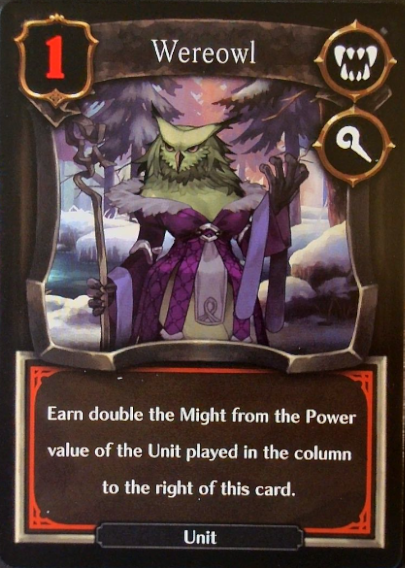 1
Wereowl
Earn double the Might from the Power
value of the Unit played in the column
to the right of this card.
Unit